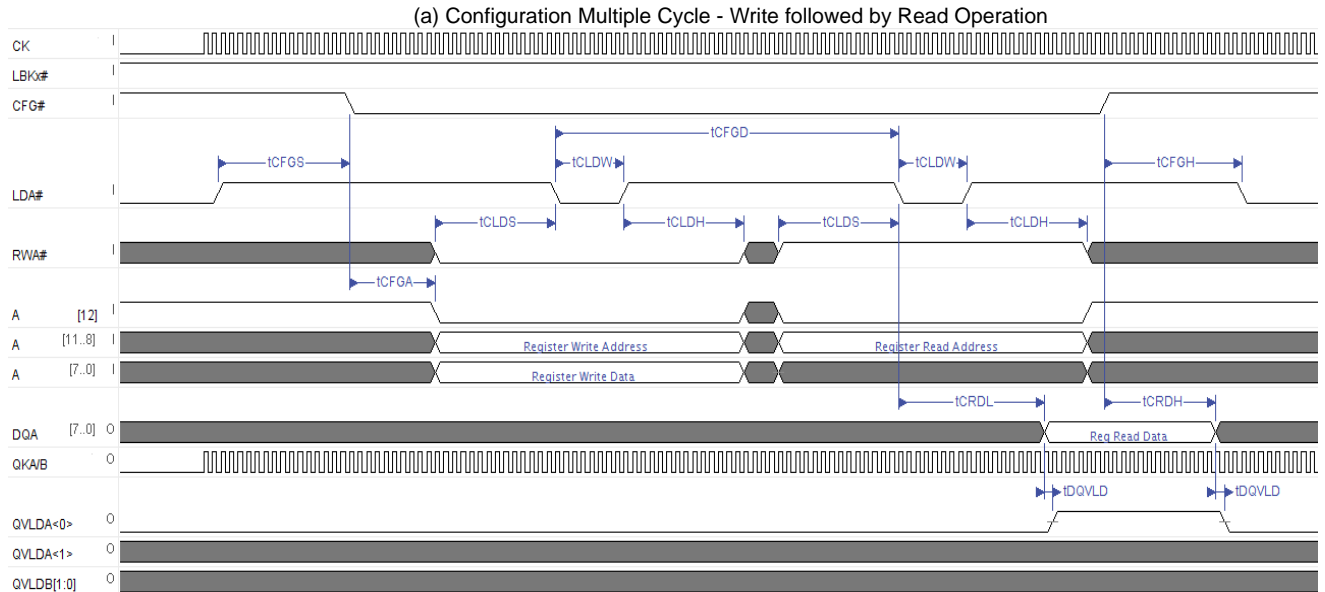 (a) Configuration Multiple Cycle - Write followed by Read Operation
CK I
LBKx# I
CFG# I
tCFGD
tCFGS tCLDW tCLDW tCFGH
LDA# I
tCLDS tCLDH tCLDS tCLDH
RWA# I
tCFGA
A [12] I
A [11..8] I Register Write Address Register Read Address
A [7..0] I Register Write Data
tCRDL tCRDH
DQA [7..0] O Reg Read Data
QKA/B O
tDQVLD tDQVLD
QVLDA<0> O
QVLDA<1> O
QVLDB[1:0] O